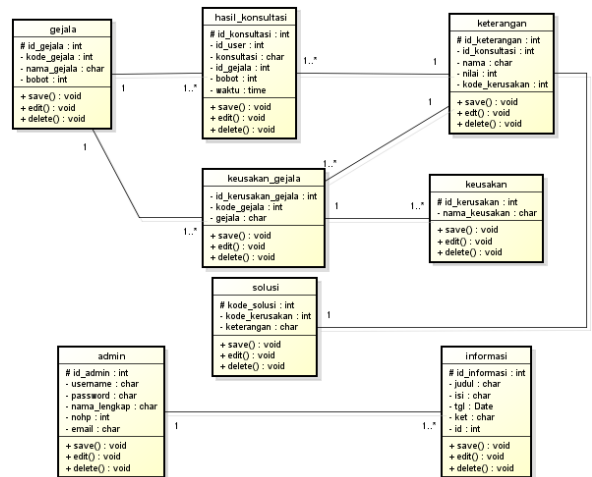 gejala
# id_gejala : int
- kode_gejala : int
- nama_gejala : char
- bobot : int
+ save() : void
+ edit() : void
+ delete() : void
hasil_konsultasi
# id_konsultasi : int
- id_user : int
- konsultasi : char
- id_gejala : int
- bobot : int
- waktu : time
+ save() : void
+ edit() : void
+ delete() : void
keterangan
# id_keterangan : int
- id_konsultasi : int
- nama : char
- nilai : int
- kode_kerusakan : int
+ save() : void
+ edt() : void
+ delete() : void
1
1..*
1..*
1
1
1..*
1
1..*
keusakan_gejala
- id_kerusakan_gejala : int
- kode_gejala : int
- gejala : char
+ save() : void
+ edit() : void
+ delete() : void
1
1..*
keusakan
# id_kerusakan : int
- nama_keusakan : char
+ save() : void
+ edit() : void
+ delete() : void
solusi
# kode_solusi : int
- kode_kerusakan : int
- keterangan : char
+ save() : void
+ edit() : void
+ delete() : void
1
admin
# id_admin : int
- username : char
- password : char
- nama_lengkap : char
- nohp : int
- email : char
+ save() : void
+ edit() : void
+ delete() : void
1
1..*
informasi
# id_informasi : int
- judul : char
- isi : char
- tgl : Date
- ket : char
- id : int
+ save() : void
+ edit() : void
+ delete() : void